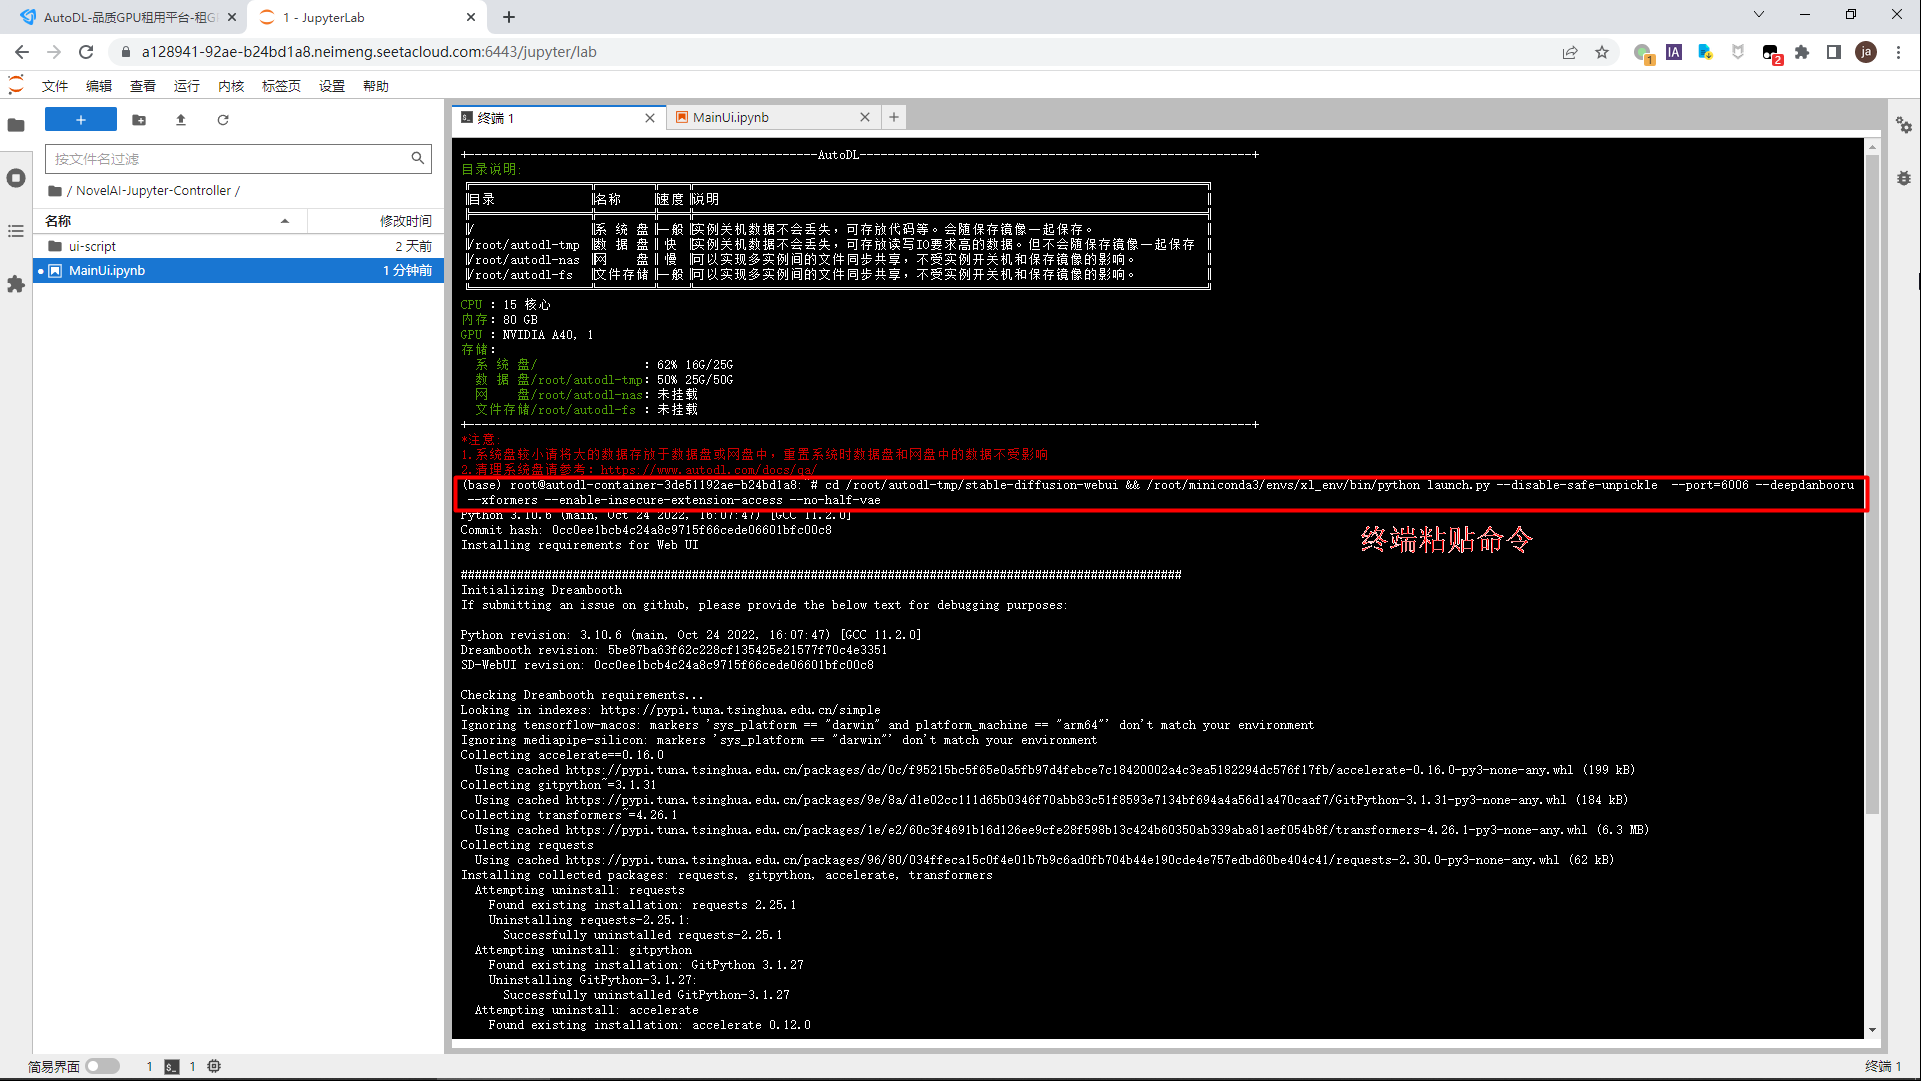 AutoDL-品质GPU租用平台-租G
1 - JupyterLab
a128941-92ae-b24bd1a8.neimeng.seetacloud.com:6443/jupyter/lab
IA
1
2
ja
文件 编辑 查看 运行 内核 标签页 设置 帮助
终端 1
MainUi.ipynb
按文件名过滤
/ NovelAI-Jupyter-Controller /
名称 修改时间
ui-script 2 天前
MainUi.ipynb 1 分钟前
+--------------------------------------------------AutoDL--------------------------------------------------------+
目录说明:
║目录 ║名称 ║速度║说明 ║
║/ ║系 统 盘║一般║实例关机数据不会丢失，可存放代码等。会随保存镜像一起保存。 ║
║/root/autodl-tmp ║数 据 盘║ 快 ║实例关机数据不会丢失，可存放读写IO要求高的数据。但不会随保存镜像一起保存 ║
║/root/autodl-nas ║网 盘║ 慢 ║可以实现多实例间的文件同步共享，不受实例开关机和保存镜像的影响。 ║
║/root/autodl-fs ║文件存储║一般║可以实现多实例间的文件同步共享，不受实例开关机和保存镜像的影响。 ║
CPU : 15 核心
内存: 80 GB
GPU : NVIDIA A40, 1
存储:
系 统 盘/ : 62% 16G/25G
数 据 盘/root/autodl-tmp: 50% 25G/50G
网 盘/root/autodl-nas: 未挂载
文件存储/root/autodl-fs : 未挂载
+----------------------------------------------------------------------------------------------------------------+
*注意:
1.系统盘较小请将大的数据存放于数据盘或网盘中，重置系统时数据盘和网盘中的数据不受影响
2.清理系统盘请参考: https://www.autodl.com/docs/qa/
(base) root@autodl-container-3de51192ae-b24bd1a8:~# cd /root/autodl-tmp/stable-diffusion-webui && /root/miniconda3/envs/xl_env/bin/python launch.py --disable-safe-unpickle --port=6006 --deepdanbooru
--xformers --enable-insecure-extension-access --no-half-vae
Python 3.10.6 (main, Oct 24 2022, 16:07:47) [GCC 11.2.0]
Commit hash: 0cc0ee1bcb4c24a8c9715f66cede06601bfc00c8
Installing requirements for Web UI
终端粘贴命令
#######################################################################################################
Initializing Dreambooth
If submitting an issue on github, please provide the below text for debugging purposes:
Python revision: 3.10.6 (main, Oct 24 2022, 16:07:47) [GCC 11.2.0]
Dreambooth revision: 5be87ba63f62c228cf135425e21577f70c4e3351
SD-WebUI revision: 0cc0ee1bcb4c24a8c9715f66cede06601bfc00c8
Checking Dreambooth requirements...
Looking in indexes: https://pypi.tuna.tsinghua.edu.cn/simple
Ignoring tensorflow-macos: markers 'sys_platform == "darwin" and platform_machine == "arm64"' don't match your environment
Ignoring mediapipe-silicon: markers 'sys_platform == "darwin"' don't match your environment
Collecting accelerate==0.16.0
Using cached https://pypi.tuna.tsinghua.edu.cn/packages/dc/0c/f95215bc5f65e0a5fb97d4febce7c18420002a4c3ea5182294dc576f17fb/accelerate-0.16.0-py3-none-any.whl (199 kB)
Collecting gitpython~=3.1.31
Using cached https://pypi.tuna.tsinghua.edu.cn/packages/9e/8a/d1e02cc111d65b0346f70abb83c51f8593e7134bf694a4a56d1a470caaf7/GitPython-3.1.31-py3-none-any.whl (184 kB)
Collecting transformers~=4.26.1
Using cached https://pypi.tuna.tsinghua.edu.cn/packages/1e/e2/60c3f4691b16d126ee9cfe28f598b13c424b60350ab339aba81aef054b8f/transformers-4.26.1-py3-none-any.whl (6.3 MB)
Collecting requests
Using cached https://pypi.tuna.tsinghua.edu.cn/packages/96/80/034ffeca15c0f4e01b7b9c6ad0fb704b44e190cde4e757edbd60be404c41/requests-2.30.0-py3-none-any.whl (62 kB)
Installing collected packages: requests, gitpython, accelerate, transformers
Attempting uninstall: requests
Found existing installation: requests 2.25.1
Uninstalling requests-2.25.1:
Successfully uninstalled requests-2.25.1
Attempting uninstall: gitpython
Found existing installation: GitPython 3.1.27
Uninstalling GitPython-3.1.27:
Successfully uninstalled GitPython-3.1.27
Attempting uninstall: accelerate
Found existing installation: accelerate 0.12.0
简易界面 1 1 终端 1